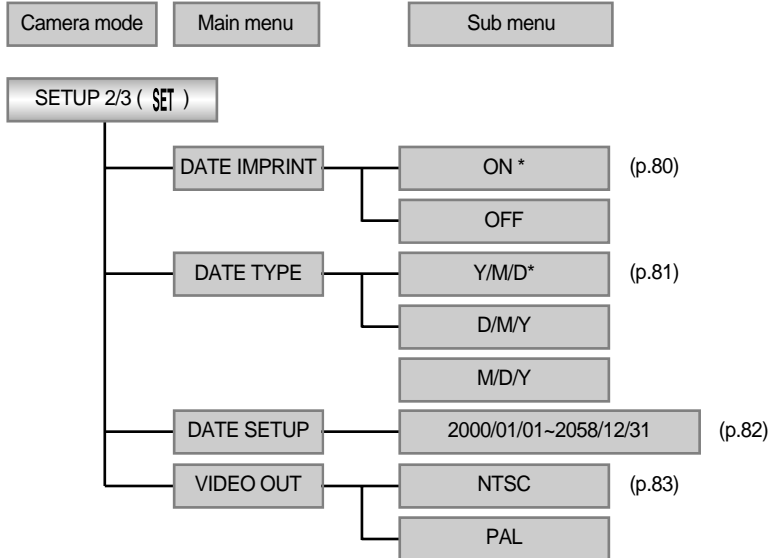 Camera mode Main menu Sub menu
SETUP 2/3 ( SET )
DATE IMPRINT ON * (p.80)
OFF
DATE TYPE Y/M/D* (p.81)
D/M/Y
M/D/Y
DATE SETUP 2000/01/01~2058/12/31 (p.82)
VIDEO OUT NTSC (p.83)
PAL